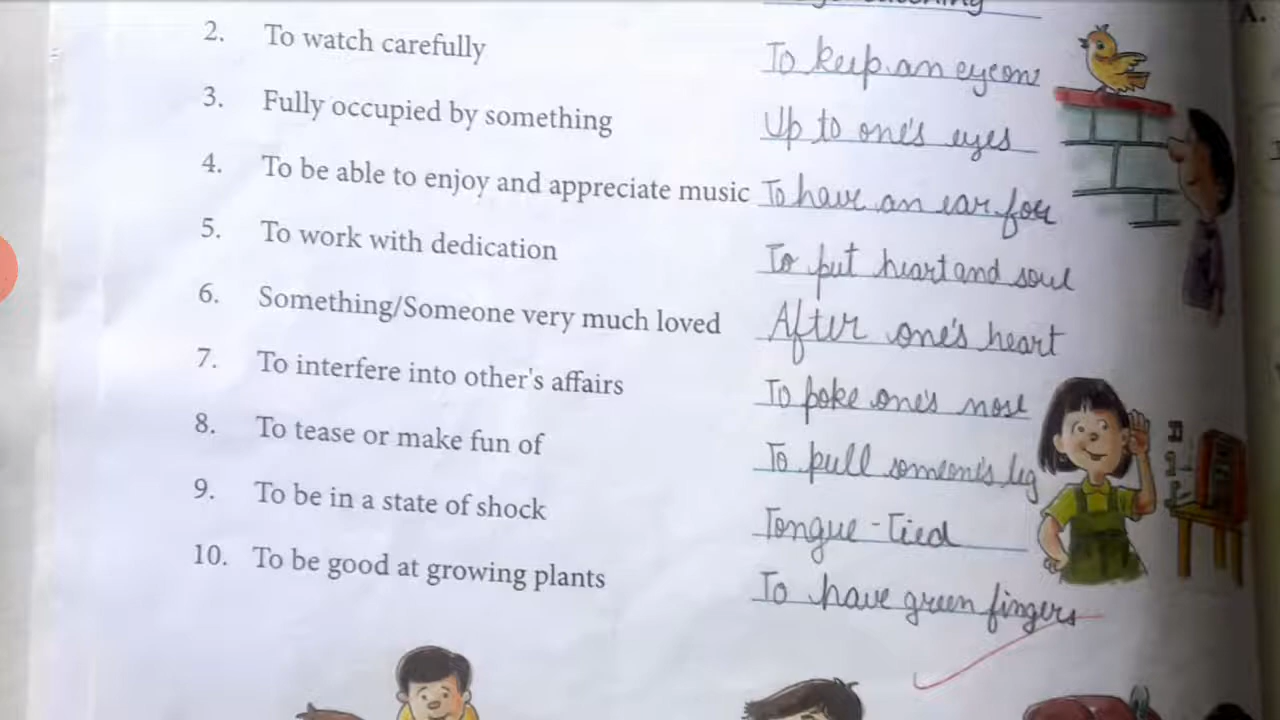 2. To watch carefully To keep an eye one
3. Fully occupied by something Up to one's eyes
4. To be able to enjoy and appreciate music To have an ear for
5. To work with dedication To put heart and soul
6. Something/Someone very much loved After one's heart
7. To interfere into other's affairs To poke one's nose
8. To tease or make fun of To pull someone's leg
9. To be in a state of shock Tongue-Tied
10. To be good at growing plants To have green fingers
A.